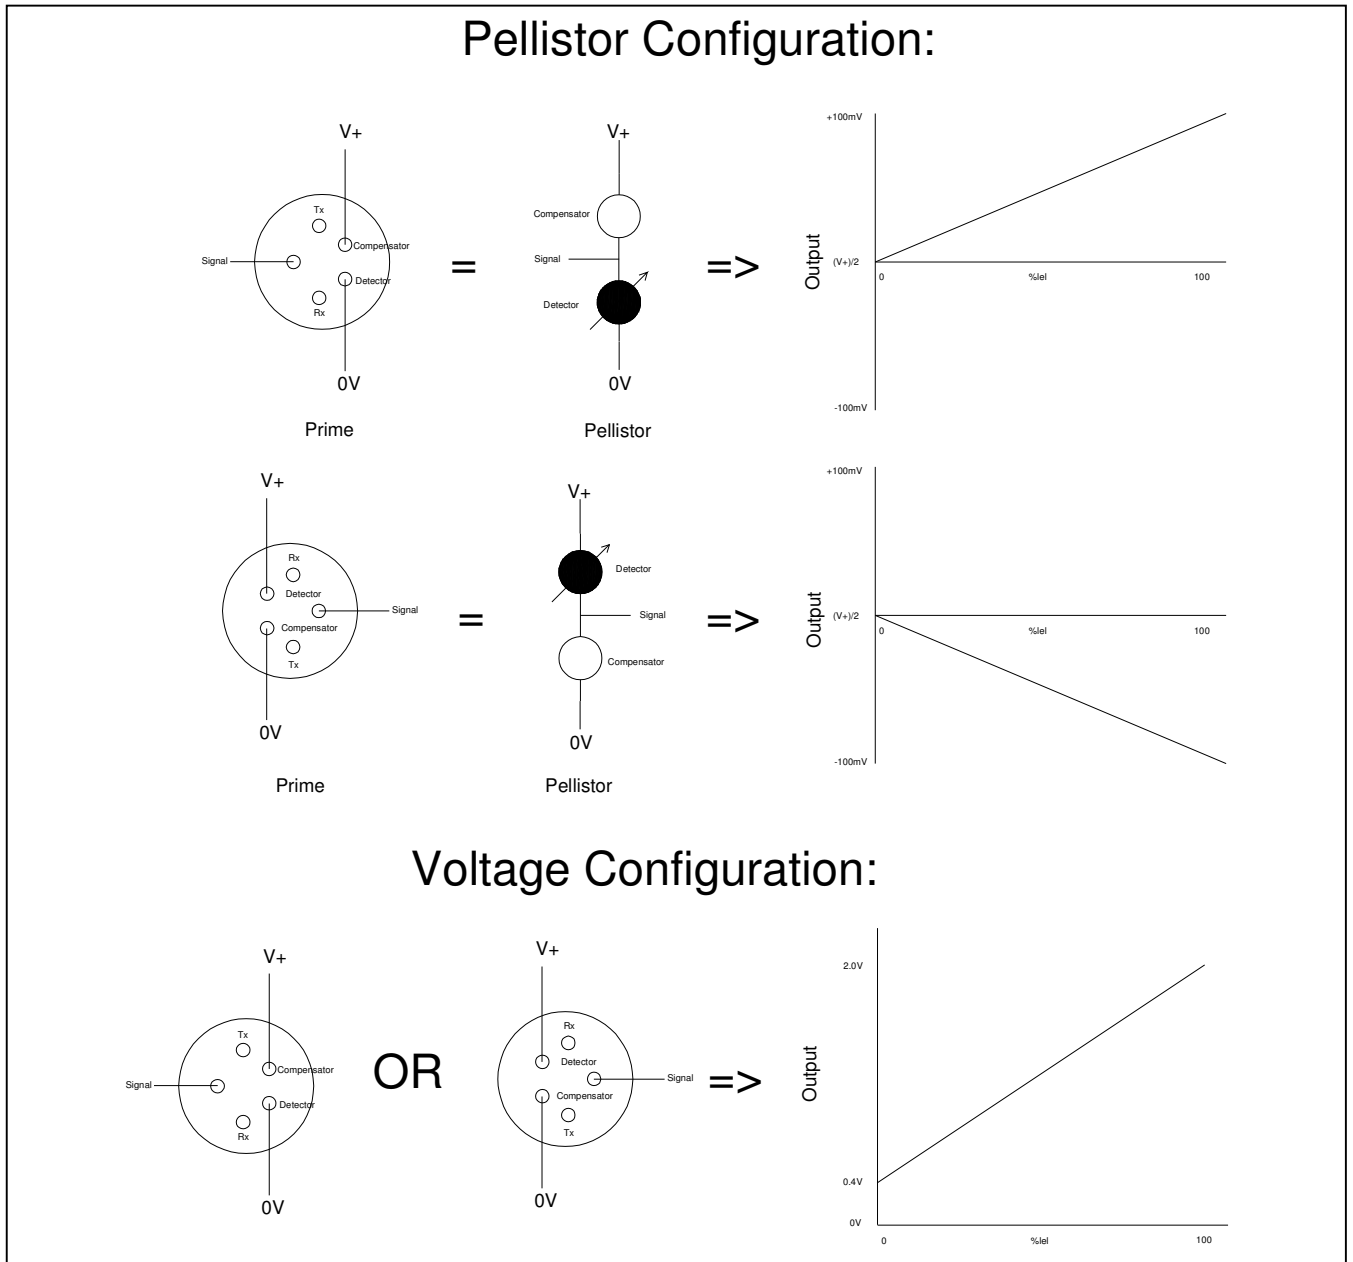 Pellistor Configuration:
V+
Tx
Compensator
Signal
Detector
Rx
0V
Prime
=
V+
Compensator
Signal
Detector
0V
Pellistor
=>
+100mV
Output
(V+)/2
0
%lel
100
-100mV
V+
Rx
Detector
Signal
Compensator
Tx
0V
Prime
=
V+
Detector
Signal
Compensator
0V
Pellistor
=>
+100mV
Output
(V+)/2
0
%lel
100
-100mV
Voltage Configuration:
V+
Tx
Compensator
Signal
Detector
Rx
0V
OR
V+
Rx
Detector
Signal
Compensator
Tx
0V
=>
2.0V
Output
0.4V
0V
0
%lel
100